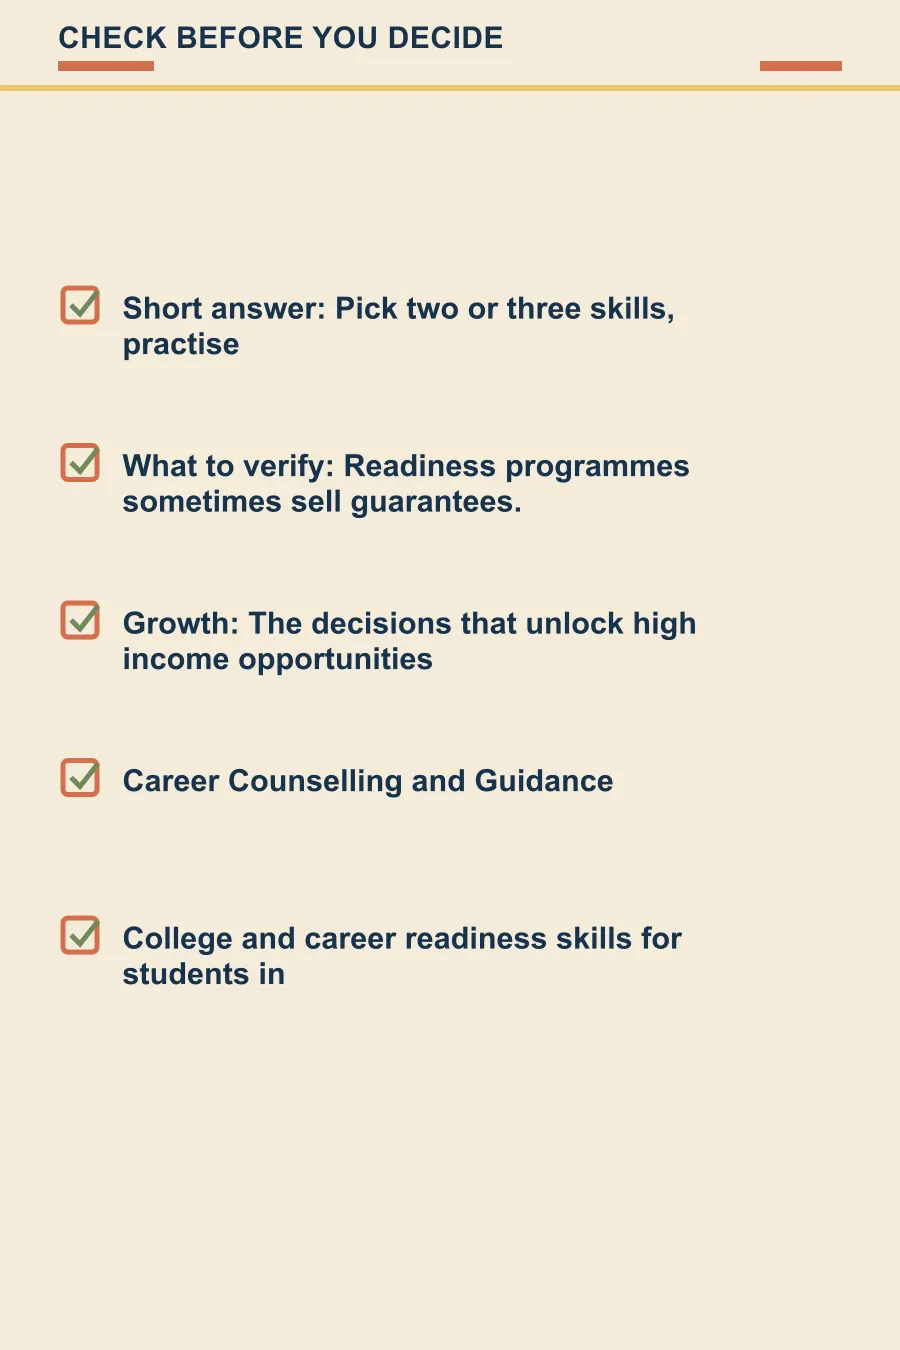 CHECK BEFORE YOU DECIDE
Short answer: Pick two or three skills,
practise
What to verify: Readiness programmes
sometimes sell guarantees.
Growth: The decisions that unlock high
income opportunities
Career Counselling and Guidance
College and career readiness skills for
students in